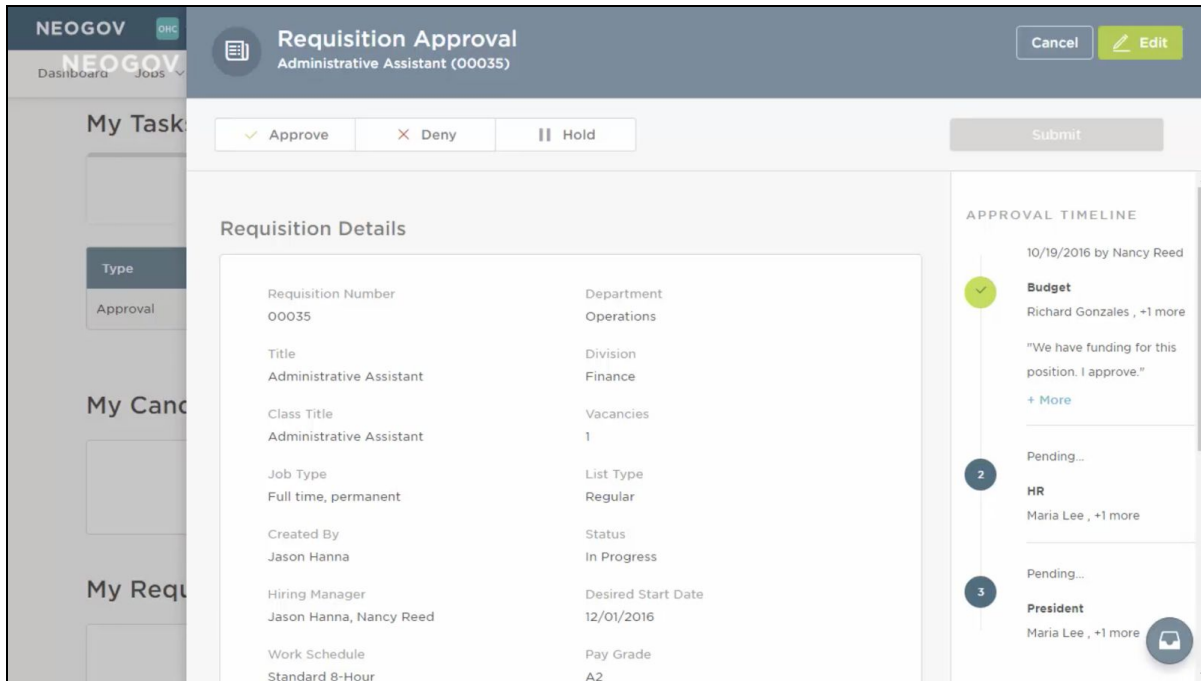 NEOGOV
OHC
NEOGOV
Dashboard Jobs
My Task
Type
Approval
My Canc
My Requ
Requisition Approval
Administrative Assistant (00035)
Cancel
Edit
Approve
Deny
Hold
Submit
Requisition Details
Requisition Number
00035
Department
Operations
Title
Administrative Assistant
Division
Finance
Class Title
Administrative Assistant
Vacancies
1
Job Type
Full time, permanent
List Type
Regular
Created By
Jason Hanna
Status
In Progress
Hiring Manager
Jason Hanna, Nancy Reed
Desired Start Date
12/01/2016
Work Schedule
Standard 8-Hour
Pay Grade
A2
APPROVAL TIMELINE
10/19/2016 by Nancy Reed
Budget
Richard Gonzales , +1 more
"We have funding for this
position. I approve."
+ More
Pending...
2
HR
Maria Lee , +1 more
Pending...
3
President
Maria Lee , +1 more